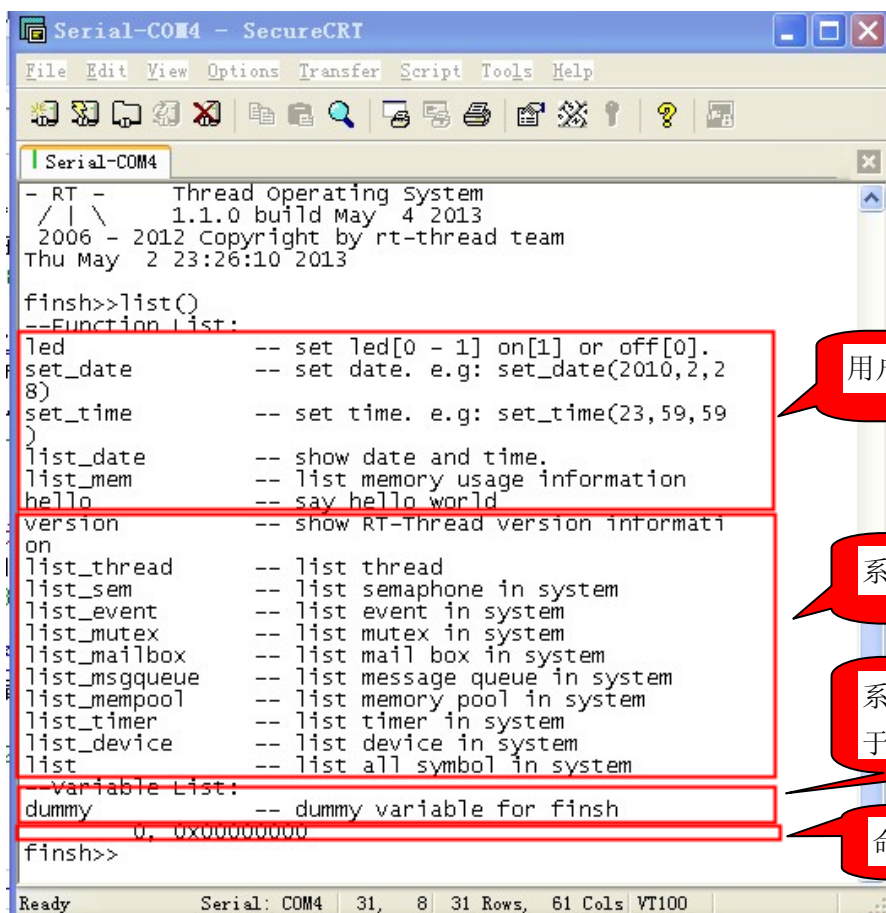 Serial-COM4 - SecureCRT
File Edit View Options Transfer Script Tools Help
Serial-COM4
- RT -     Thread Operating System
/ | \     1.1.0 build May  4 2013
2006 - 2012 Copyright by rt-thread team
Thu May  2 23:26:10 2013
finsh>>list()
--Function List:
led              -- set led[0 - 1] on[1] or off[0].
set_date         -- set date. e.g: set_date(2010,2,2
8)
set_time         -- set time. e.g: set_time(23,59,59
)
list_date        -- show date and time.
list_mem         -- list memory usage information
hello            -- say hello world
version          -- show RT-Thread version informati
on
list_thread      -- list thread
list_sem         -- list semaphone in system
list_event       -- list event in system
list_mutex       -- list mutex in system
list_mailbox     -- list mail box in system
list_msgqueue    -- list message queue in system
list_mempool     -- list memory pool in system
list_timer       -- list timer in system
list_device      -- list device in system
list             -- list all symbol in system
--Variable List:
dummy            -- dummy variable for finsh
0, 0x00000000
finsh>>
用户
系
系
于
命
Ready Serial: COM4 31, 8 31 Rows, 61 Cols VT100